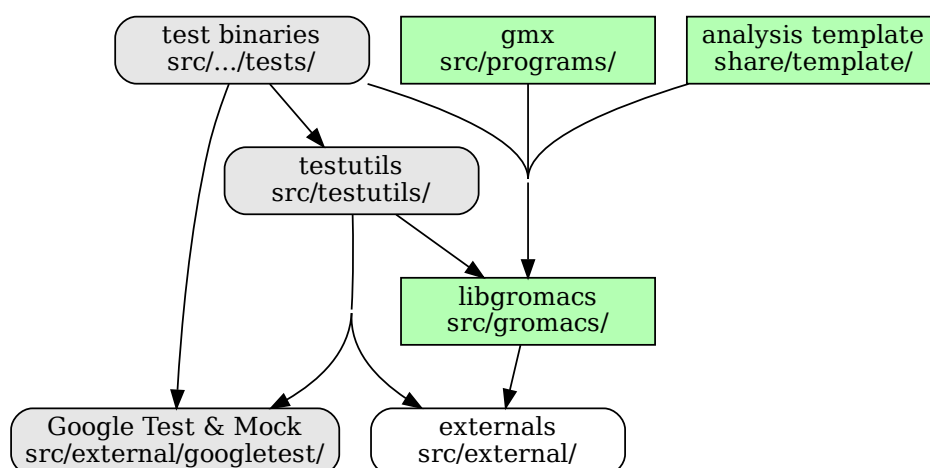 test binaries
src/.../tests/
gmx
src/programs/
analysis template
share/template/
testutils
src/testutils/
libgromacs
src/gromacs/
Google Test & Mock
src/external/googletest/
externals
src/external/